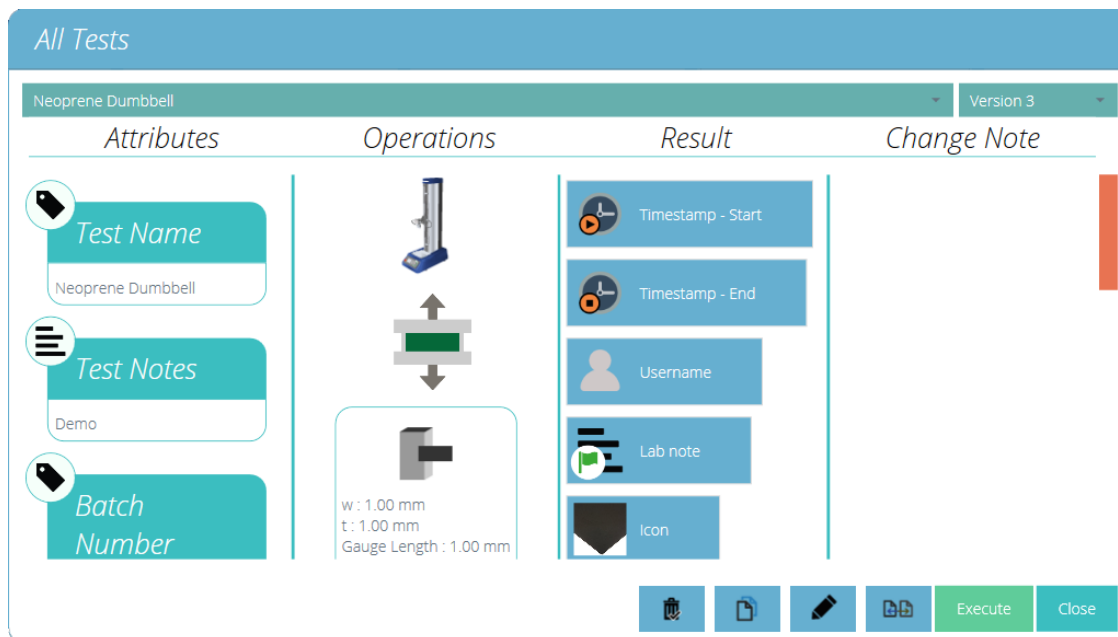 All Tests
Neoprene Dumbbell
Version 3
Attributes
Operations
Result
Change Note
Test Name
Neoprene Dumbbell
Test Notes
Demo
Batch
Number
w : 1.00 mm
t : 1.00 mm
Gauge Length : 1.00 mm
Timestamp - Start
Timestamp - End
Username
Lab note
Icon
Execute
Close